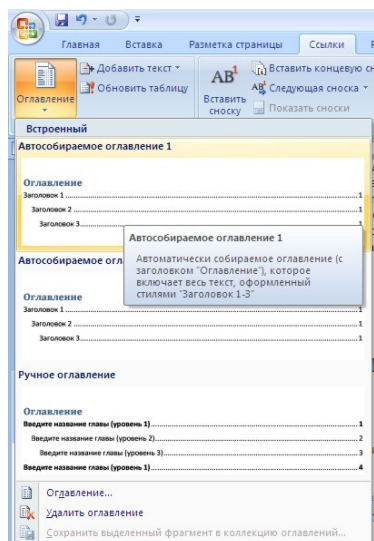 Главная Вставка Разметка страницы Ссылки
Оглавление
Добавить текст
Обновить таблицу
АВ¹
Вставить сноску
Вставить концевую сн
Следующая сноска
Показать сноски
Встроенный
Автособираемое оглавление 1
Оглавление
Заголовок 1 1
Заголовок 2 1
Заголовок 3 1
Автособираемое огл
Автособираемое оглавление 1
Автоматически собираемое оглавление (с
заголовком "Оглавление"), которое
включает весь текст, оформленный
стилями "Заголовок 1-3"
Оглавление
Заголовок 1 1
Заголовок 2 1
Заголовок 3 1
Ручное оглавление
Оглавление
Введите название главы (уровень 1) 1
Введите название главы (уровень 2) 2
Введите название главы (уровень 3) 3
Введите название главы (уровень 1) 4
Оглавление...
Удалить оглавление
Сохранить выделенный фрагмент в коллекцию оглавлений...